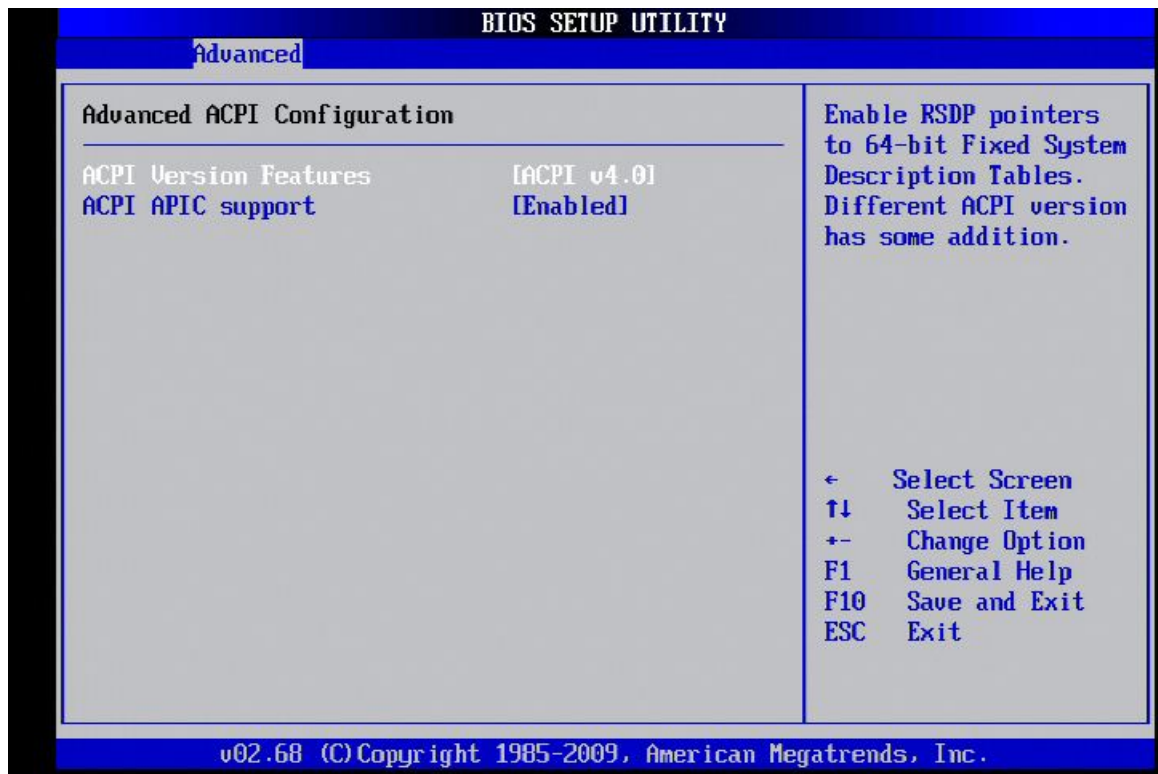 BIOS SETUP UTILITY
Advanced
Advanced ACPI Configuration
ACPI Version Features [ACPI v4.0]
ACPI APIC support [Enabled]
Enable RSDP pointers
to 64-bit Fixed System
Description Tables.
Different ACPI version
has some addition.
← Select Screen
↑↓ Select Item
+- Change Option
F1 General Help
F10 Save and Exit
ESC Exit
v02.68 (C)Copyright 1985-2009, American Megatrends, Inc.